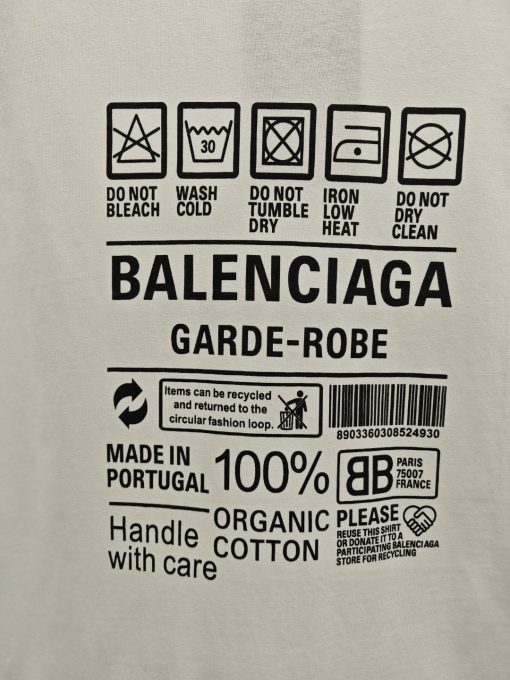 30
DO NOT
BLEACH
WASH
COLD
DO NOT
TUMBLE
DRY
IRON
LOW
HEAT
DO NOT
DRY
CLEAN
BALENCIAGA
GARDE-ROBE
Items can be recycled
and returned to the
circular fashion loop.
8903360308524930
MADE IN
PORTUGAL
100%
BB
PARIS
75007
FRANCE
Handle
with care
ORGANIC
COTTON
PLEASE
REUSE THIS SHIRT
OR DONATE IT TO A
PARTICIPATING BALENCIAGA
STORE FOR RECYCLING